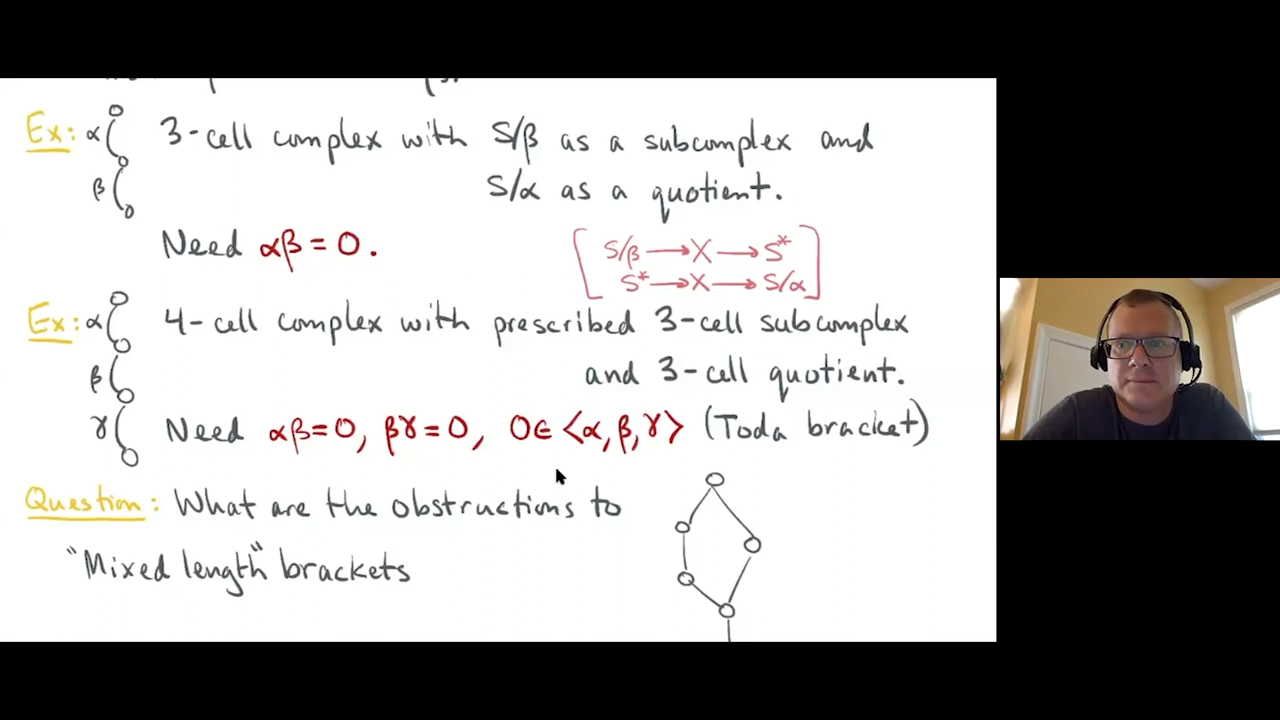 Ex: α 3-cell complex with S/β as a subcomplex and
β S/α as a quotient.
Need αβ = 0.
[ S/β → X → S*
S* → X → S/α ]
Ex: α 4-cell complex with prescribed 3-cell subcomplex
β and 3-cell quotient.
γ Need αβ=0, βγ=0, 0∈ ⟨α, β, γ⟩ (Toda bracket)
Question: What are the obstructions to
"Mixed length" brackets